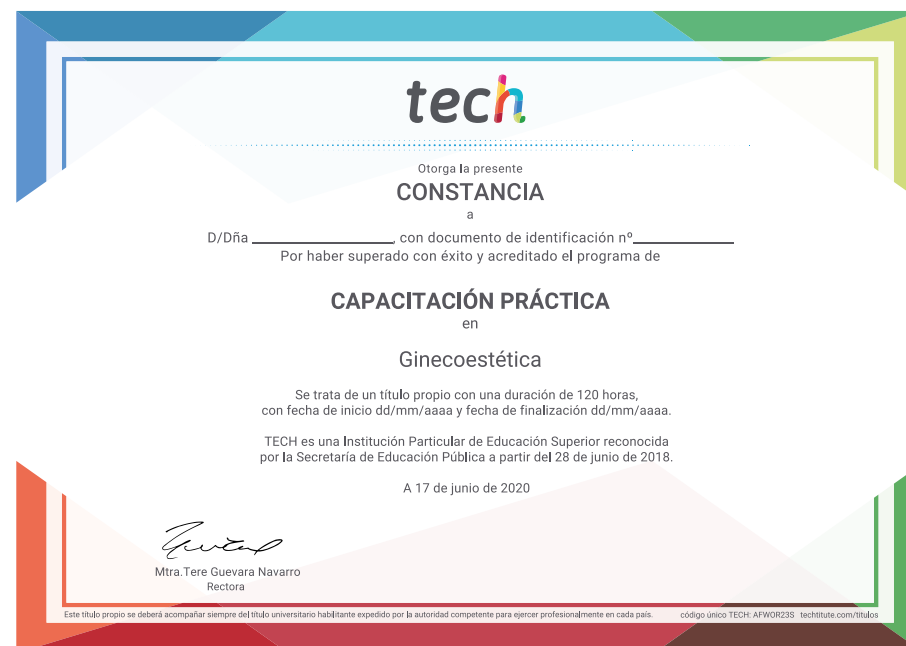 tech
Otorga la presente
CONSTANCIA
a
D/Dña ____________________, con documento de identificación nº______________
Por haber superado con éxito y acreditado el programa de
CAPACITACIÓN PRÁCTICA
en
Ginecoestética
Se trata de un título propio con una duración de 120 horas,
con fecha de inicio dd/mm/aaaa y fecha de finalización dd/mm/aaaa.
TECH es una Institución Particular de Educación Superior reconocida
por la Secretaría de Educación Pública a partir del 28 de junio de 2018.
A 17 de junio de 2020
Mtra.Tere Guevara Navarro
Rectora
Este título propio se deberá acompañar siempre del título universitario habilitante expedido por la autoridad competente para ejercer profesionalmente en cada país. código único TECH: AFWOR23S techtitute.com/titulos